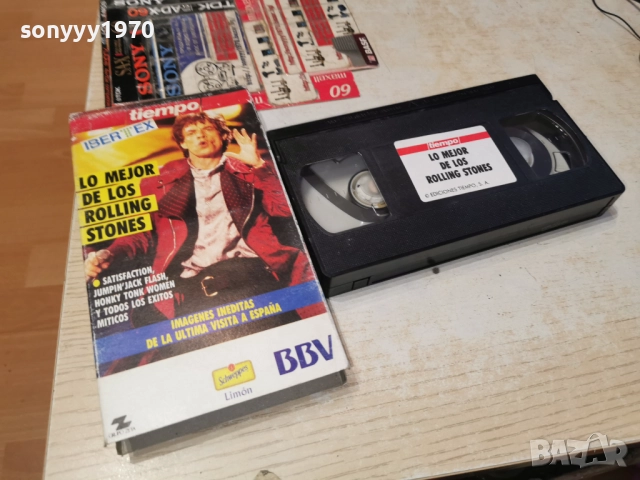 sonyyy1970
TDK
SONY
SONY
maxell
60
tiempo
IBERTEX
LO MEJOR
DE LOS
ROLLING
STONES
SATISFACTION,
JUMPIN'JACK FLASH,
HONKY TONK WOMEN
Y TODOS LOS EXITOS
MITICOS
IMAGENES INEDITAS
DE LA ULTIMA VISITA A ESPAÑA
Schweppes
Limón
BBV
tiempo
LO MEJOR
DE LOS
ROLLING STONES
© EDICIONES TIEMPO, S. A.
bazar